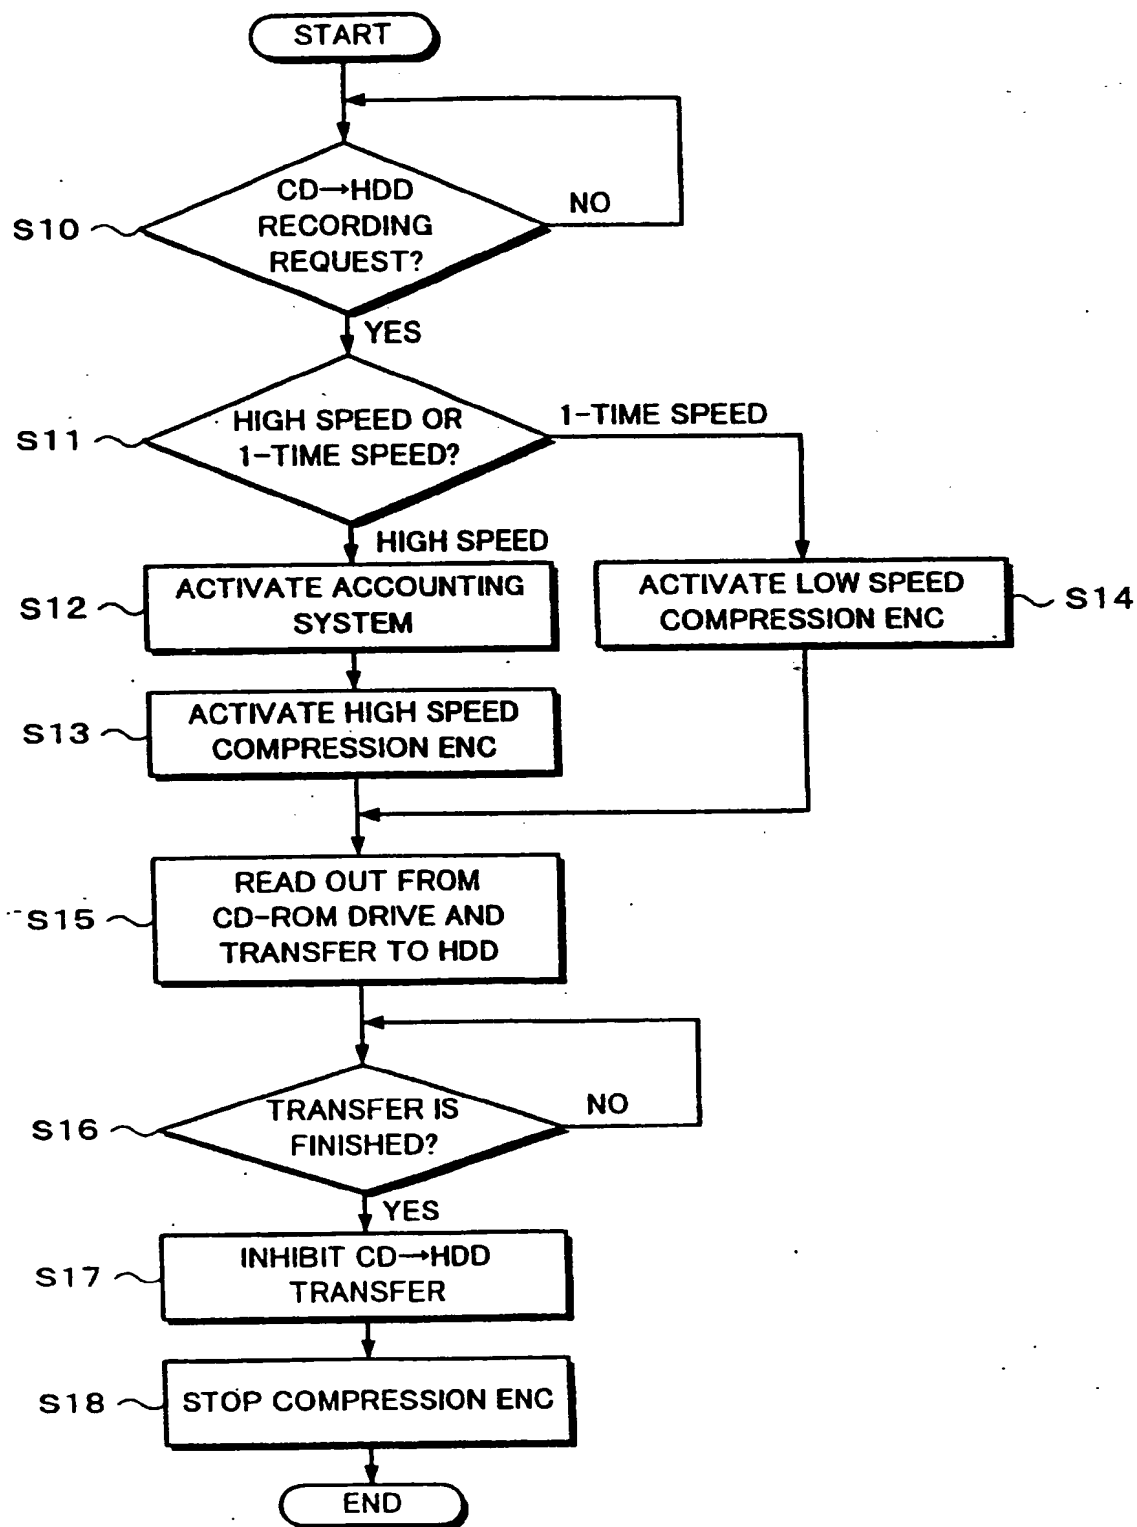 START
CD→HDD
RECORDING
REQUEST?
NO
S10
YES
HIGH SPEED OR
1-TIME SPEED?
1-TIME SPEED
S11
HIGH SPEED
ACTIVATE ACCOUNTING
SYSTEM
S12
ACTIVATE LOW SPEED
COMPRESSION ENC
S14
ACTIVATE HIGH SPEED
COMPRESSION ENC
S13
READ OUT FROM
CD-ROM DRIVE AND
TRANSFER TO HDD
S15
TRANSFER IS
FINISHED?
NO
S16
YES
INHIBIT CD→HDD
TRANSFER
S17
STOP COMPRESSION ENC
S18
END